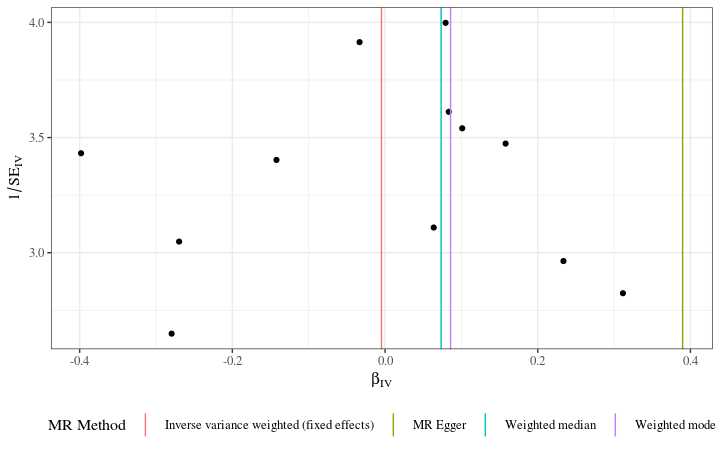 4.0
3.5
3.0
1/SE_IV
-0.4 -0.2 0.0 0.2 0.4
β_IV
MR Method Inverse variance weighted (fixed effects) MR Egger Weighted median Weighted mode